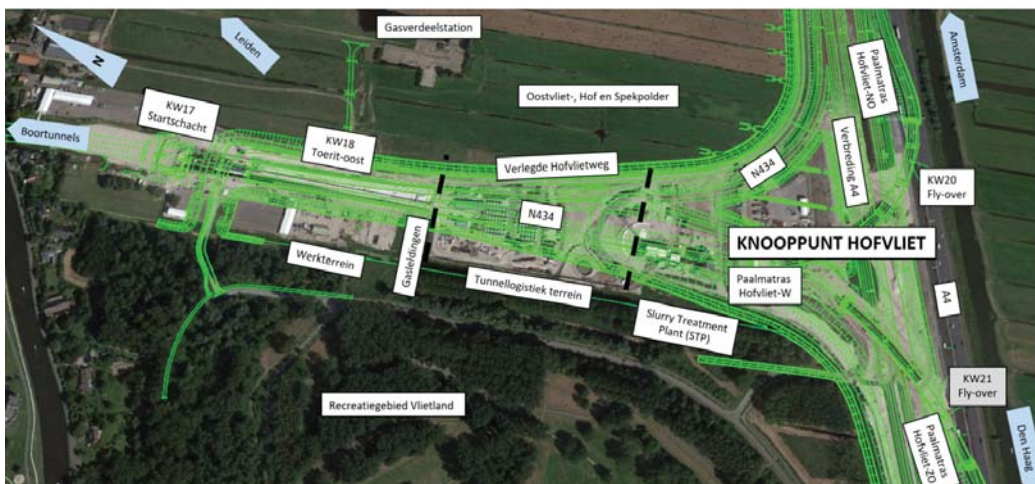 Gasverdeelstation
Leiden
N
Amsterdam
Paalmatras
Hofvliet-NO
KW17
Startschacht
Oostvliet-, Hof en Spekpolder
Boortunnels
KW18
Toerit-oost
Verbreding A4
Verlegde Hofvlietweg
N434
KW20
Fly-over
N434
KNOOPPUNT HOFVLIET
Gasleidingen
Werkterrein
Tunnellogistiek terrein
Paalmatras
Hofvliet-W
A4
Slurry Treatment
Plant (STP)
KW21
Fly-over
Recreatiegebied Vlietland
Paalmatras
Hofvliet-ZO
Den Haag